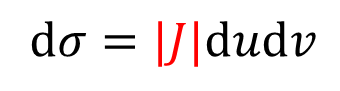 dσ = |J|dudv